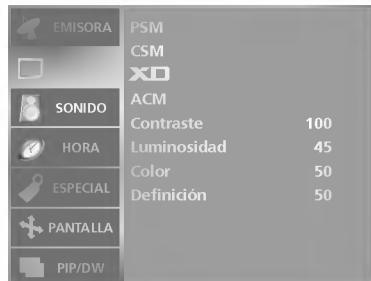 EMISORA
SONIDO
HORA
ESPECIAL
PANTALLA
PIP/DW
PSM
CSM
XD
ACM
Contraste 100
Luminosidad 45
Color 50
Definición 50